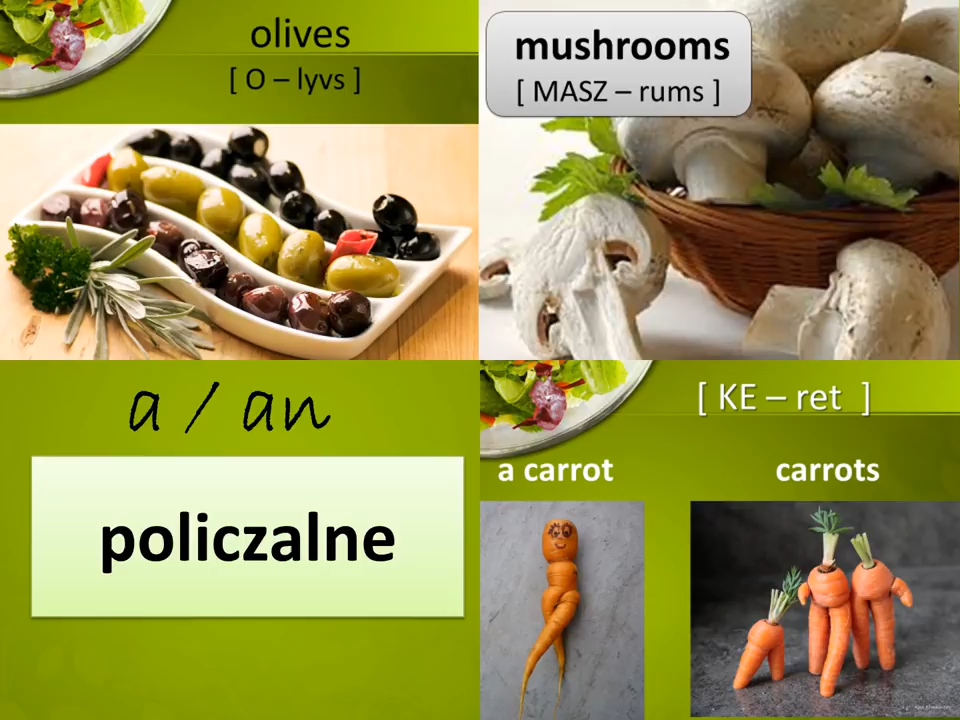 olives
[ O – lyvs ]
mushrooms
[ MASZ – rums ]
a / an
policzalne
[ KE – ret ]
a carrot
carrots